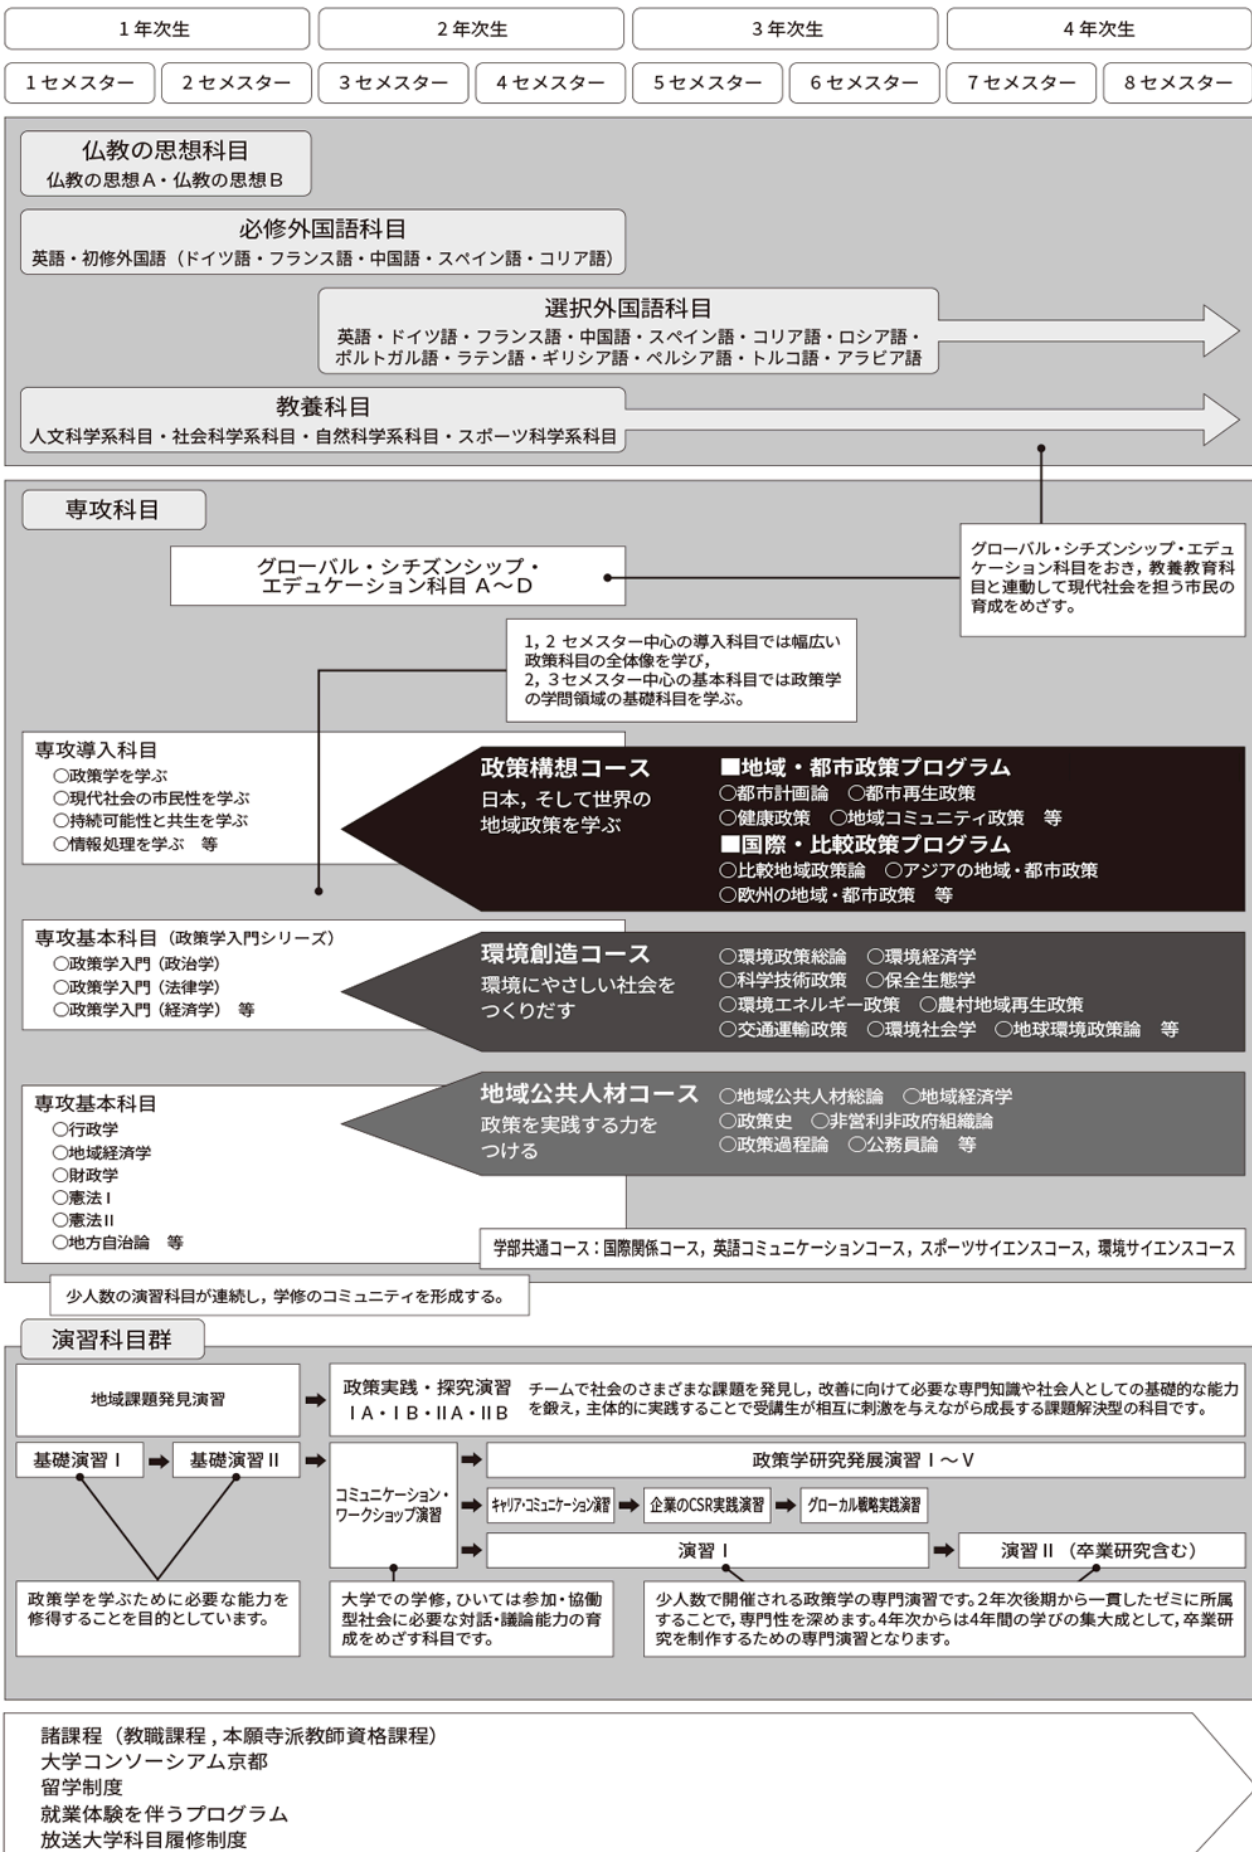 1年次生
2年次生
3年次生
4年次生
1セメスター
2セメスター
3セメスター
4セメスター
5セメスター
6セメスター
7セメスター
8セメスター
仏教の思想科目
仏教の思想A・仏教の思想B
必修外国語科目
英語・初修外国語（ドイツ語・フランス語・中国語・スペイン語・コリア語）
選択外国語科目
英語・ドイツ語・フランス語・中国語・スペイン語・コリア語・ロシア語・
ポルトガル語・ラテン語・ギリシア語・ペルシア語・トルコ語・アラビア語
教養科目
人文科学系科目・社会科学系科目・自然科学系科目・スポーツ科学系科目
専攻科目
グローバル・シチズンシップ・
エデュケーション科目 A～D
グローバル・シチズンシップ・エデュ
ケーション科目をおき，教養教育科
目と連動して現代社会を担う市民の
育成をめざす。
1，2 セメスター中心の導入科目では幅広い
政策科目の全体像を学び，
2，3セメスター中心の基本科目では政策学
の学問領域の基礎科目を学ぶ。
専攻導入科目
○政策学を学ぶ
○現代社会の市民性を学ぶ
○持続可能性と共生を学ぶ
○情報処理を学ぶ　等
政策構想コース
日本，そして世界の
地域政策を学ぶ
■地域・都市政策プログラム
○都市計画論　○都市再生政策
○健康政策　○地域コミュニティ政策　等
■国際・比較政策プログラム
○比較地域政策論　○アジアの地域・都市政策
○欧州の地域・都市政策　等
専攻基本科目（政策学入門シリーズ）
○政策学入門（政治学）
○政策学入門（法律学）
○政策学入門（経済学）　等
環境創造コース
環境にやさしい社会を
つくりだす
○環境政策総論　○環境経済学
○科学技術政策　○保全生態学
○環境エネルギー政策　○農村地域再生政策
○交通運輸政策　○環境社会学　○地球環境政策論　等
専攻基本科目
○行政学
○地域経済学
○財政学
○憲法Ⅰ
○憲法Ⅱ
○地方自治論　等
地域公共人材コース
政策を実践する力を
つける
○地域公共人材総論　○地域経済学
○政策史　○非営利非政府組織論
○政策過程論　○公務員論　等
学部共通コース：国際関係コース，英語コミュニケーションコース，スポーツサイエンスコース，環境サイエンスコース
少人数の演習科目が連続し，学修のコミュニティを形成する。
演習科目群
地域課題発見演習
政策実践・探究演習
ⅠA・ⅠB・ⅡA・ⅡB
チームで社会のさまざまな課題を発見し，改善に向けて必要な専門知識や社会人としての基礎的な能力
を鍛え，主体的に実践することで受講生が相互に刺激を与えながら成長する課題解決型の科目です。
基礎演習Ⅰ
基礎演習Ⅱ
コミュニケーション・
ワークショップ演習
政策学研究発展演習Ⅰ～Ⅴ
キャリア・コミュニケーション演習
企業のCSR実践演習
グローカル戦略実践演習
演習Ⅰ
演習Ⅱ（卒業研究含む）
政策学を学ぶために必要な能力を
修得することを目的としています。
大学での学修，ひいては参加・協働
型社会に必要な対話・議論能力の育
成をめざす科目です。
少人数で開催される政策学の専門演習です。2年次後期から一貫したゼミに所属
することで，専門性を深めます。4年次からは4年間の学びの集大成として，卒業研
究を制作するための専門演習となります。
諸課程（教職課程，本願寺派教師資格課程）
大学コンソーシアム京都
留学制度
就業体験を伴うプログラム
放送大学科目履修制度